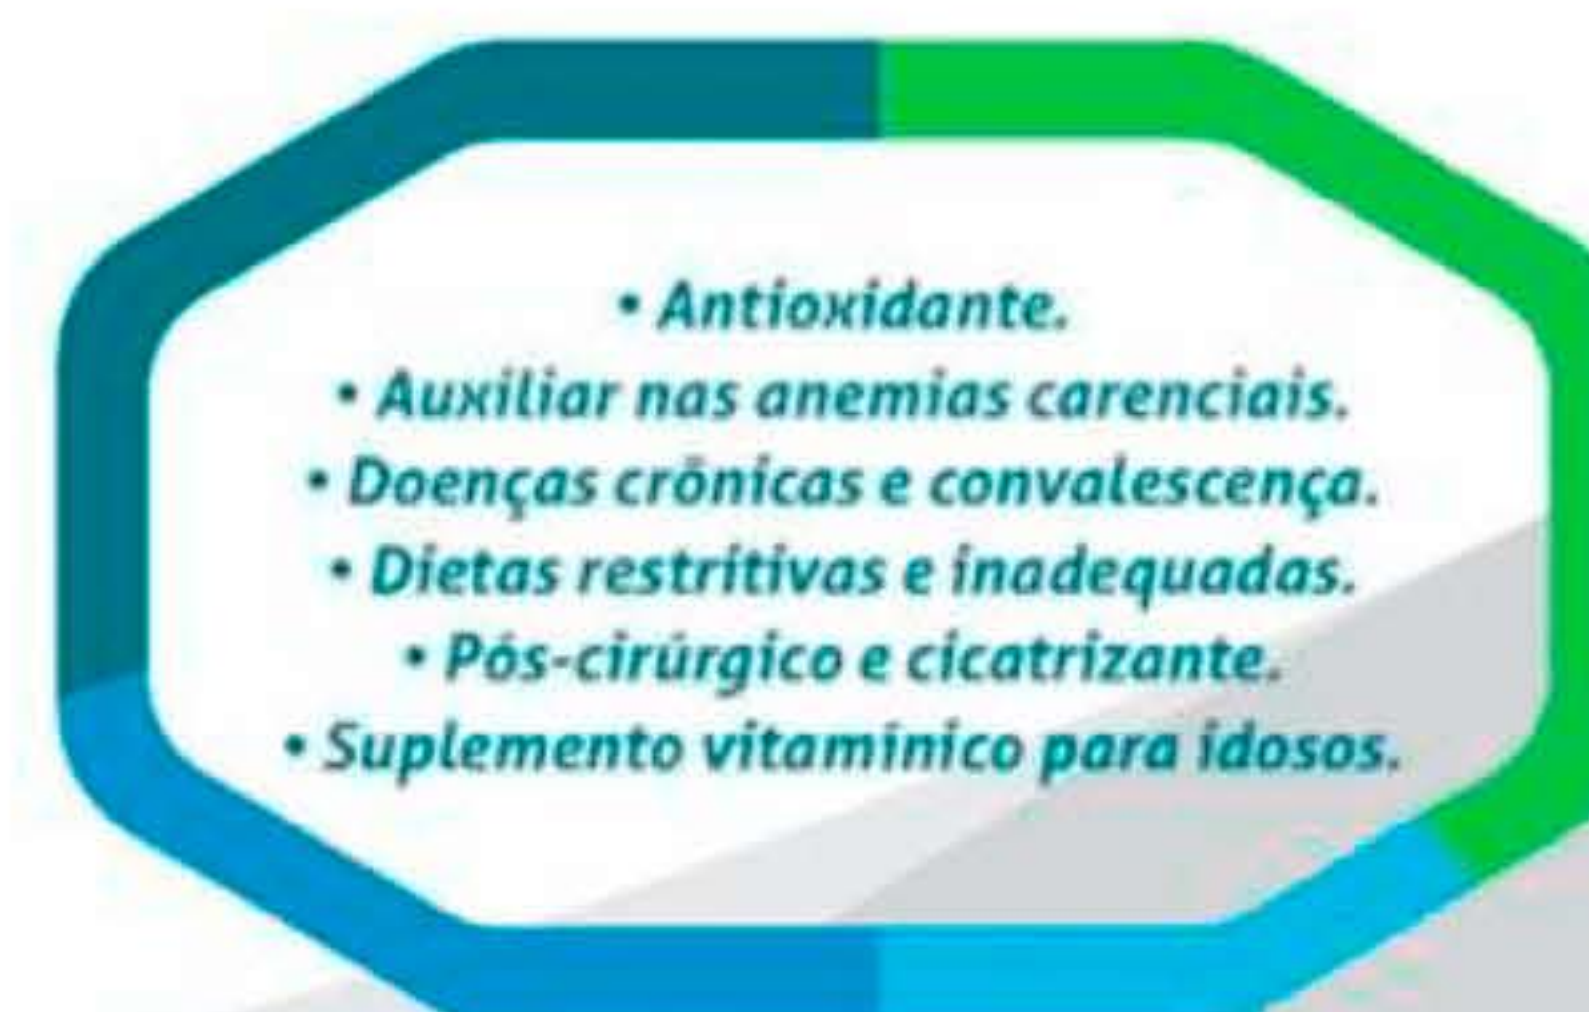 • Antioxidante.
• Auxiliar nas anemias carenciais.
• Doenças crônicas e convalescença.
• Dietas restritivas e inadequadas.
• Pós-cirúrgico e cicatrizante.
• Suplemento vitamínico para idosos.